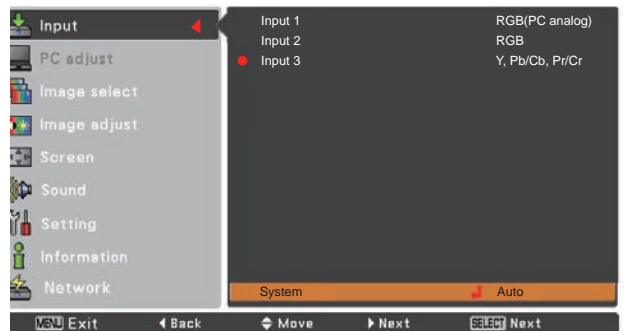 Input
PC adjust
Image select
Image adjust
Screen
Sound
Setting
Information
Network
Input 1 RGB(PC analog)
Input 2 RGB
Input 3 Y, Pb/Cb, Pr/Cr
System Auto
MENU Exit Back Move Next SELECT Next